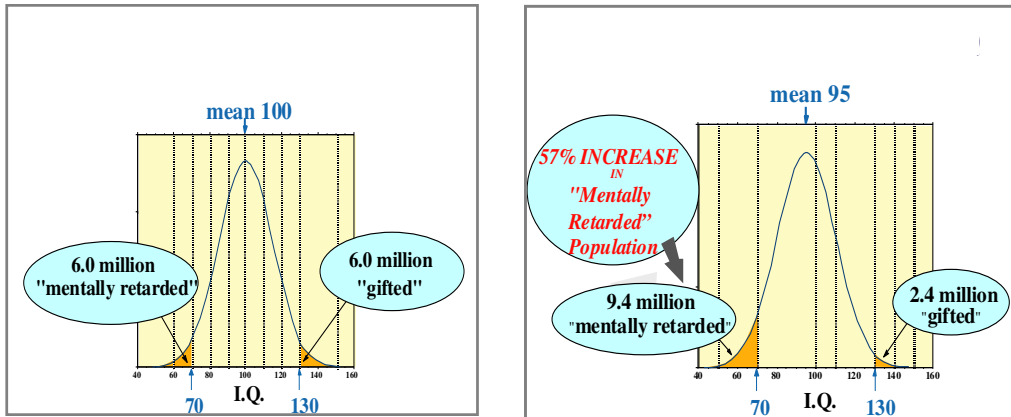 mean 100
40 60 80 100 120 140 160
6.0 million
"mentally retarded"
6.0 million
"gifted"
I.Q.
70
130
mean 95
57% INCREASE
IN
"Mentally
Retarded”
Population
9.4 million
"mentally retarded"
2.4 million
"gifted"
40 60 80 100 120 140 160
I.Q.
70
130